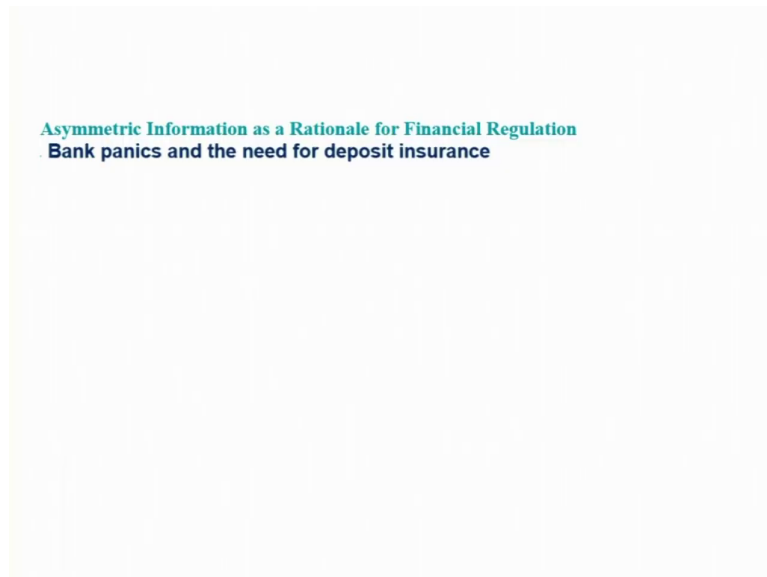 Asymmetric Information as a Rationale for Financial Regulation
Bank panics and the need for deposit insurance